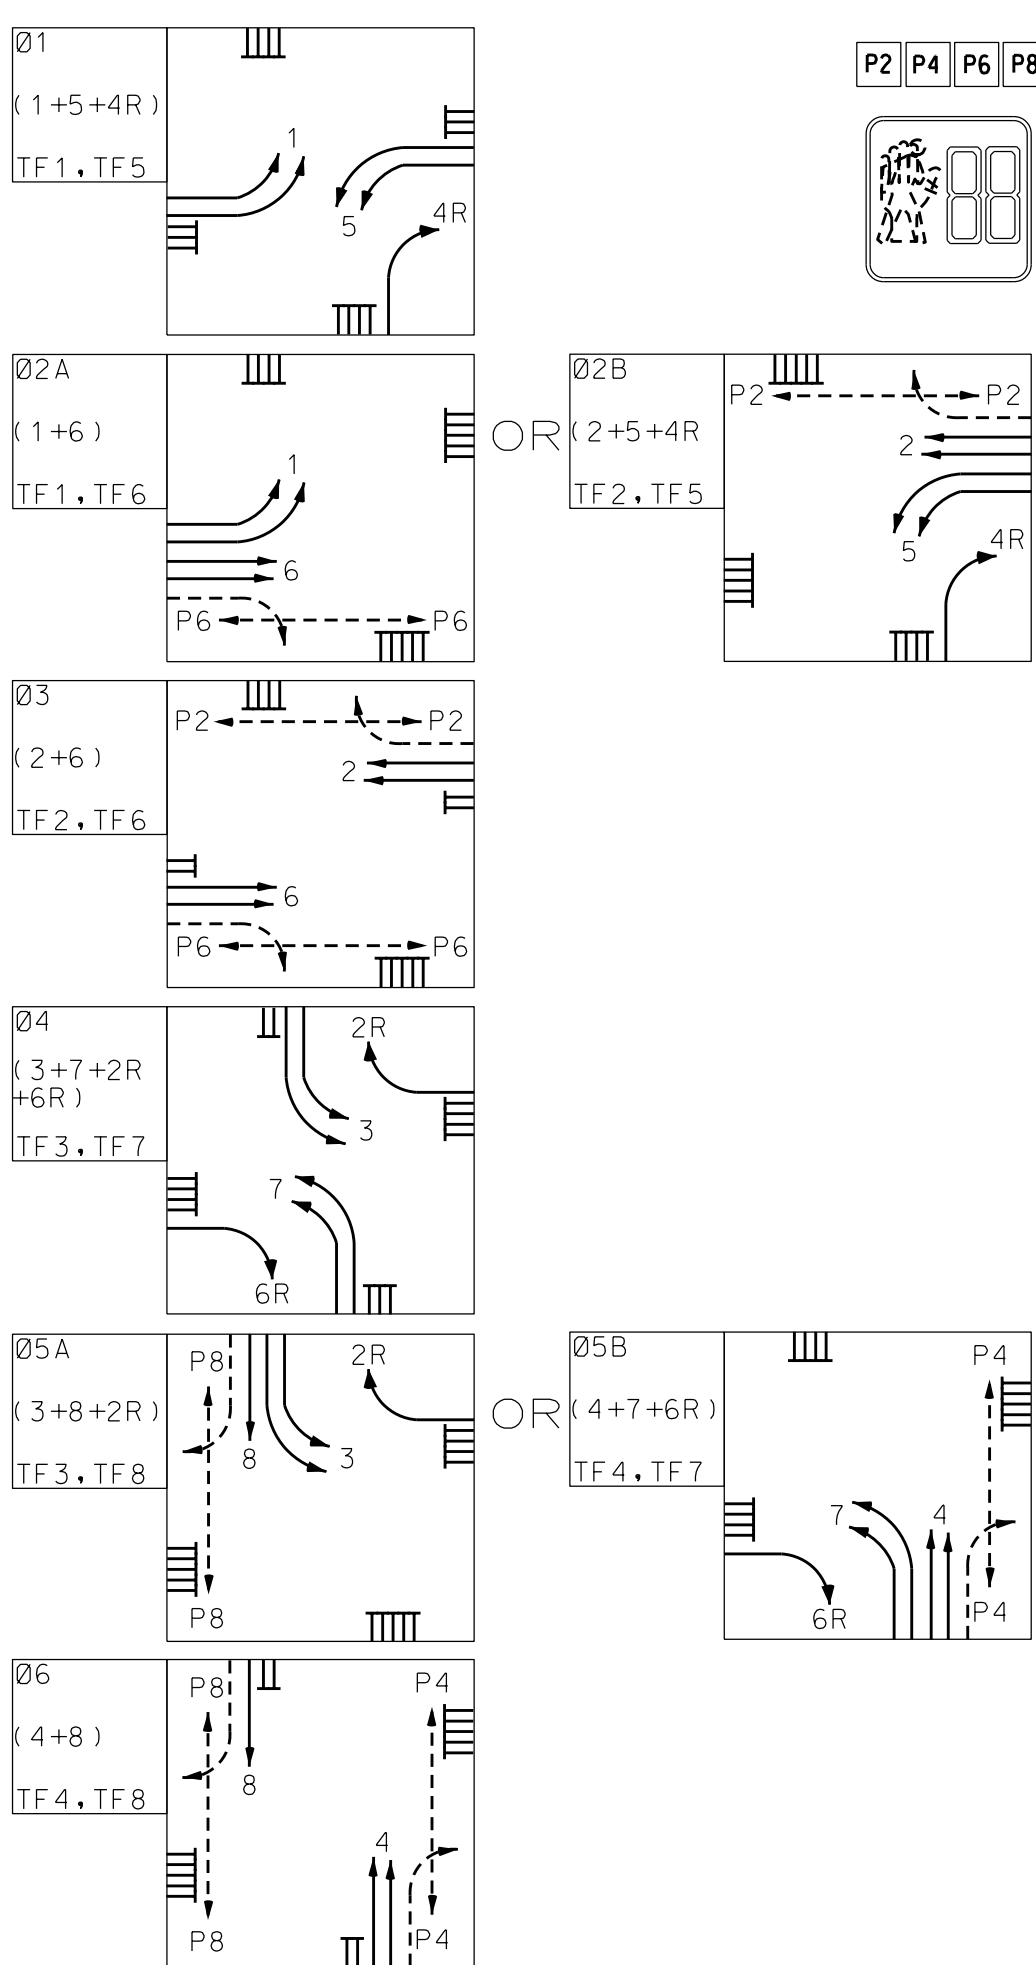 Ø1
(1+5+4R)
TF1,TF5
1
5
4R
P2 P4 P6 P8
Ø2A
(1+6)
TF1,TF6
1
6
P6 P6
OR
Ø2B
(2+5+4R
TF2,TF5
P2 P2
2
5
4R
Ø3
(2+6)
TF2,TF6
P2 P2
2
6
P6 P6
Ø4
(3+7+2R
+6R)
TF3,TF7
2R
3
7
6R
Ø5A
(3+8+2R)
TF3,TF8
P8
2R
8
3
P8
OR
Ø5B
(4+7+6R)
TF4,TF7
P4
7
4
6R
P4
Ø6
(4+8)
TF4,TF8
P8
P4
8
4
P8
P4